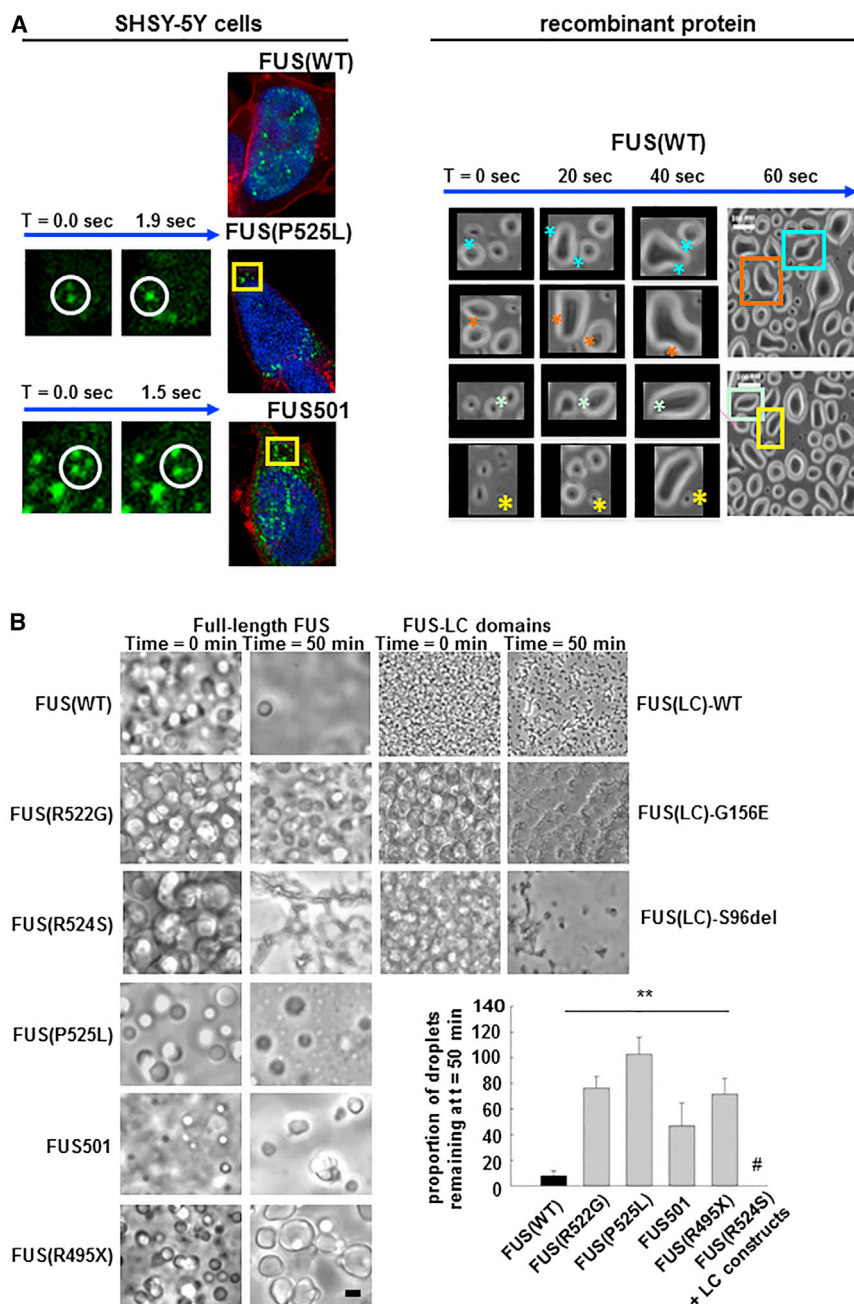 A
SHSY-5Y cells
recombinant protein
FUS(WT)
FUS(WT)
T = 0 sec 20 sec 40 sec 60 sec
T = 0.0 sec 1.9 sec
FUS(P525L)
T = 0.0 sec 1.5 sec
FUS501
B
Full-length FUS FUS-LC domains
Time = 0 min Time = 50 min Time = 0 min Time = 50 min
FUS(WT)
FUS(LC)-WT
FUS(R522G)
FUS(LC)-G156E
FUS(R524S)
FUS(LC)-S96del
FUS(P525L)
FUS501
FUS(R495X)
proportion of droplets
remaining at t = 50 min
140
120
100
80
60
40
20
0
**
#
FUS(WT)
FUS(R522G)
FUS(P525L)
FUS501
FUS(R495X)
FUS(R524S)
+ LC constructs